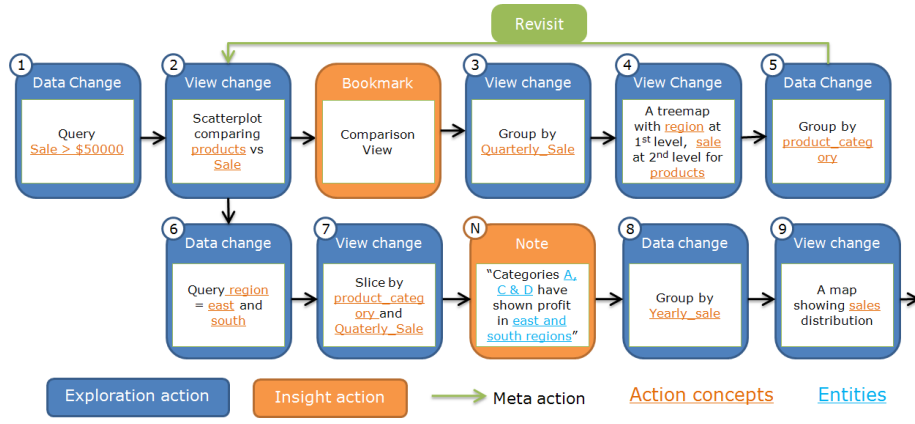 Revisit
1
Data Change
Query
Sale > $50000
2
View change
Scatterplot
comparing
products vs
Sale
Bookmark
Comparison
View
3
View change
Group by
Quarterly_Sale
4
View Change
A treemap
with region at
1st level, sale
at 2nd level for
products
5
Data Change
Group by
product_categ
ory
6
Data change
Query region
= east and
south
7
View change
Slice by
product_categ
ory and
Quaterly_Sale
N
Note
“Categories A,
C & D have
shown profit
in east and
south regions”
8
Data change
Group by
Yearly_sale
9
View change
A map
showing sales
distribution
Exploration action
Insight action
Meta action
Action concepts
Entities